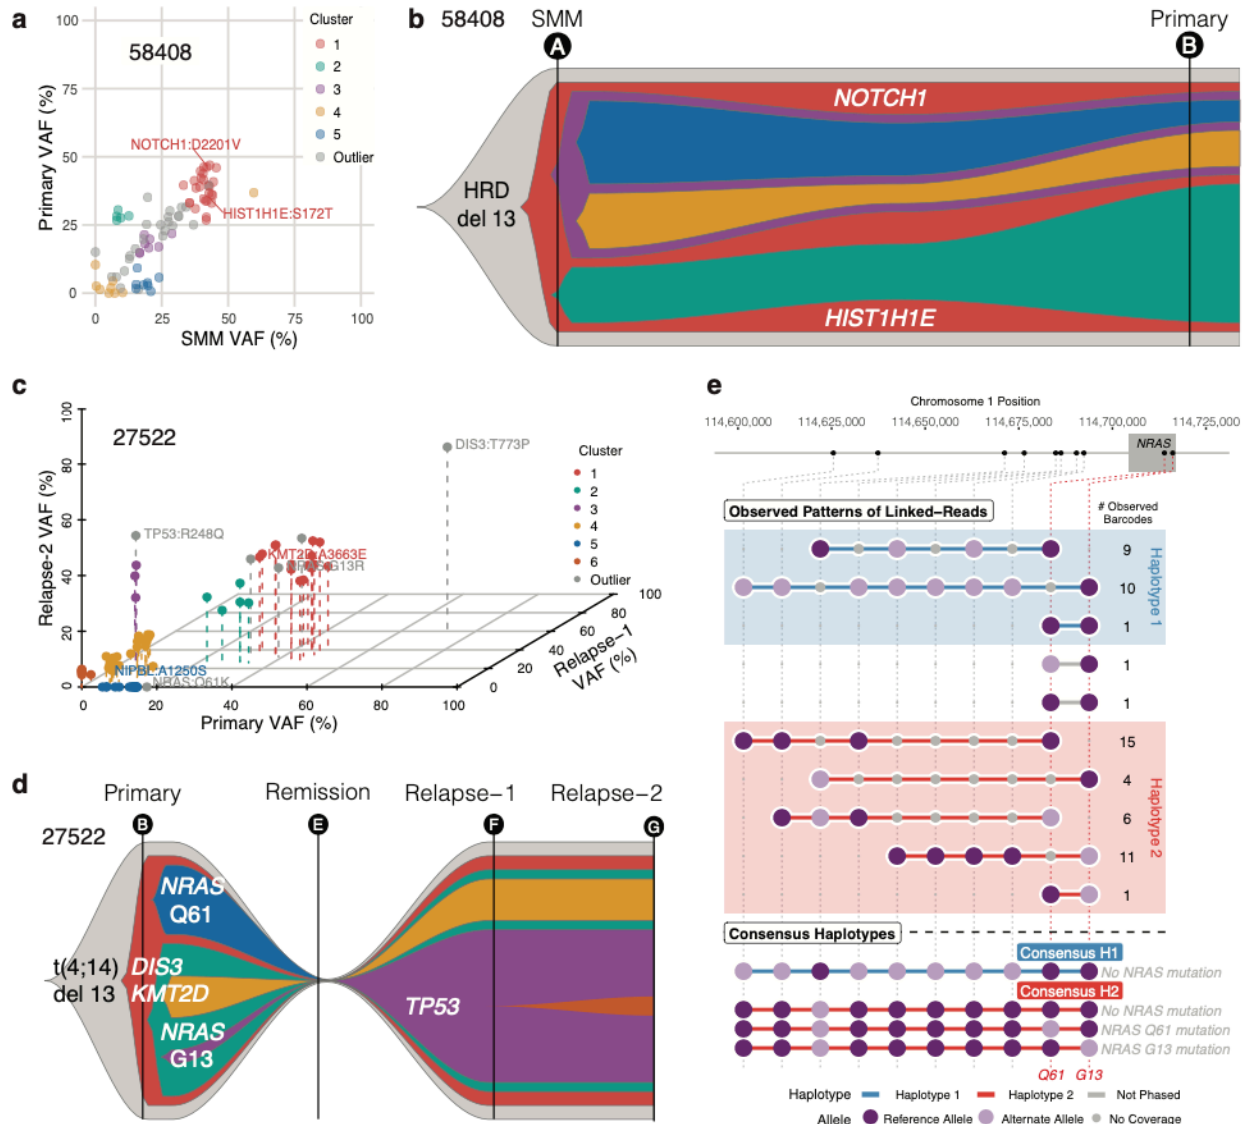 a
100
75
50
25
0
0
25
50
75
100
Primary VAF (%)
SMM VAF (%)
58408
NOTCH1:D2201V
HIST1H1E:S172T
Cluster
1
2
3
4
5
Outlier
b
58408
SMM
Primary
A
B
HRD
del 13
NOTCH1
HIST1H1E
c
27522
100
80
60
40
20
0
Relapse-2 VAF (%)
0
20
40
60
80
100
Primary VAF (%)
0
20
40
60
80
100
Relapse-1
VAF (%)
DIS3:T773P
TP53:R248Q
KMT2D:A3663E
NRAS:G13R
NIPBL:A1250S
NRAS:Q61K
Cluster
1
2
3
4
5
6
Outlier
d
Primary
Remission
Relapse-1
Relapse-2
27522
B
E
F
G
t(4;14)
del 13
NRAS
Q61
DIS3
KMT2D
NRAS
G13
TP53
e
Chromosome 1 Position
114,600,000 114,625,000 114,650,000 114,675,000 114,700,000 114,725,000
NRAS
Observed Patterns of Linked-Reads
# Observed
Barcodes
9
10
1
Haplotype 1
1
1
15
4
6
11
1
Haplotype 2
Consensus Haplotypes
Consensus H1
No NRAS mutation
Consensus H2
No NRAS mutation
NRAS Q61 mutation
NRAS G13 mutation
Q61 G13
Haplotype Haplotype 1 Haplotype 2 Not Phased
Allele Reference Allele Alternate Allele No Coverage